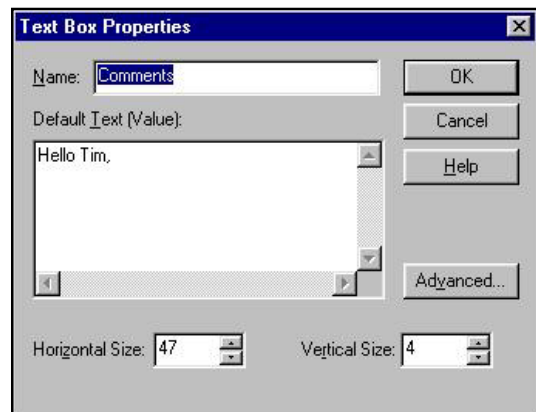 Text Box Properties
Name: Comments
OK
Default Text (Value):
Cancel
Hello Tim,
Help
Advanced...
Horizontal Size: 47 Vertical Size: 4